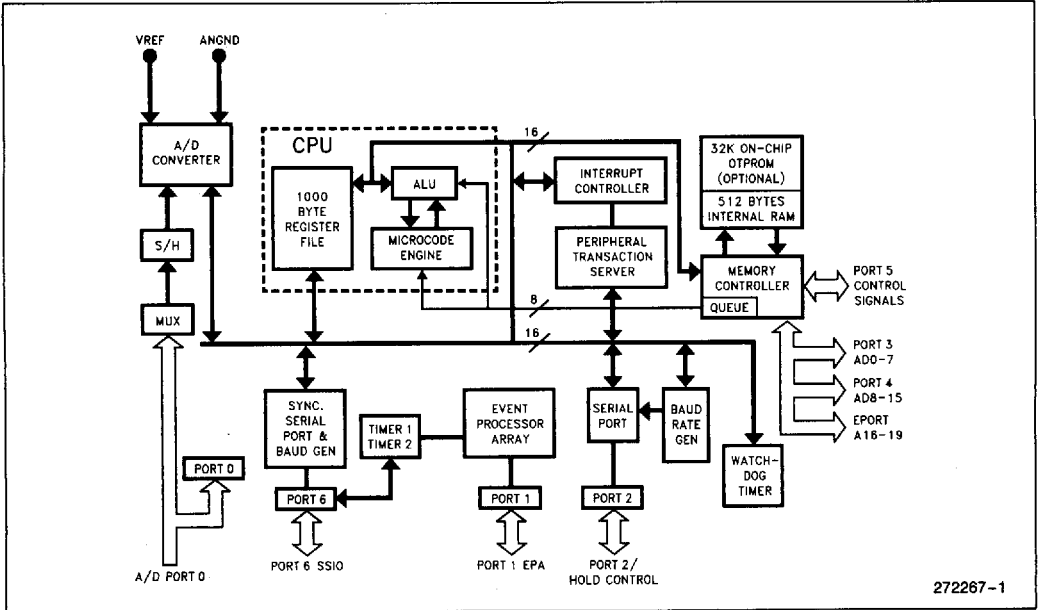 VREF
ANGND
A/D
CONVERTER
S/H
MUX
PORT 0
A/D PORT 0
CPU
1000
BYTE
REGISTER
FILE
ALU
MICROCODE
ENGINE
16
INTERRUPT
CONTROLLER
PERIPHERAL
TRANSACTION
SERVER
32K ON-CHIP
OTPROM
(OPTIONAL)
512 BYTES
INTERNAL RAM
MEMORY
CONTROLLER
QUEUE
8
16
PORT 5
CONTROL
SIGNALS
PORT 3
AD0-7
PORT 4
AD8-15
EPORT
A16-19
SYNC.
SERIAL
PORT &
BAUD GEN
TIMER 1
TIMER 2
EVENT
PROCESSOR
ARRAY
SERIAL
PORT
BAUD
RATE
GEN
WATCH-
DOG
TIMER
PORT 6
PORT 1
PORT 2
PORT 6 SSIO
PORT 1 EPA
PORT 2/
HOLD CONTROL
272267-1